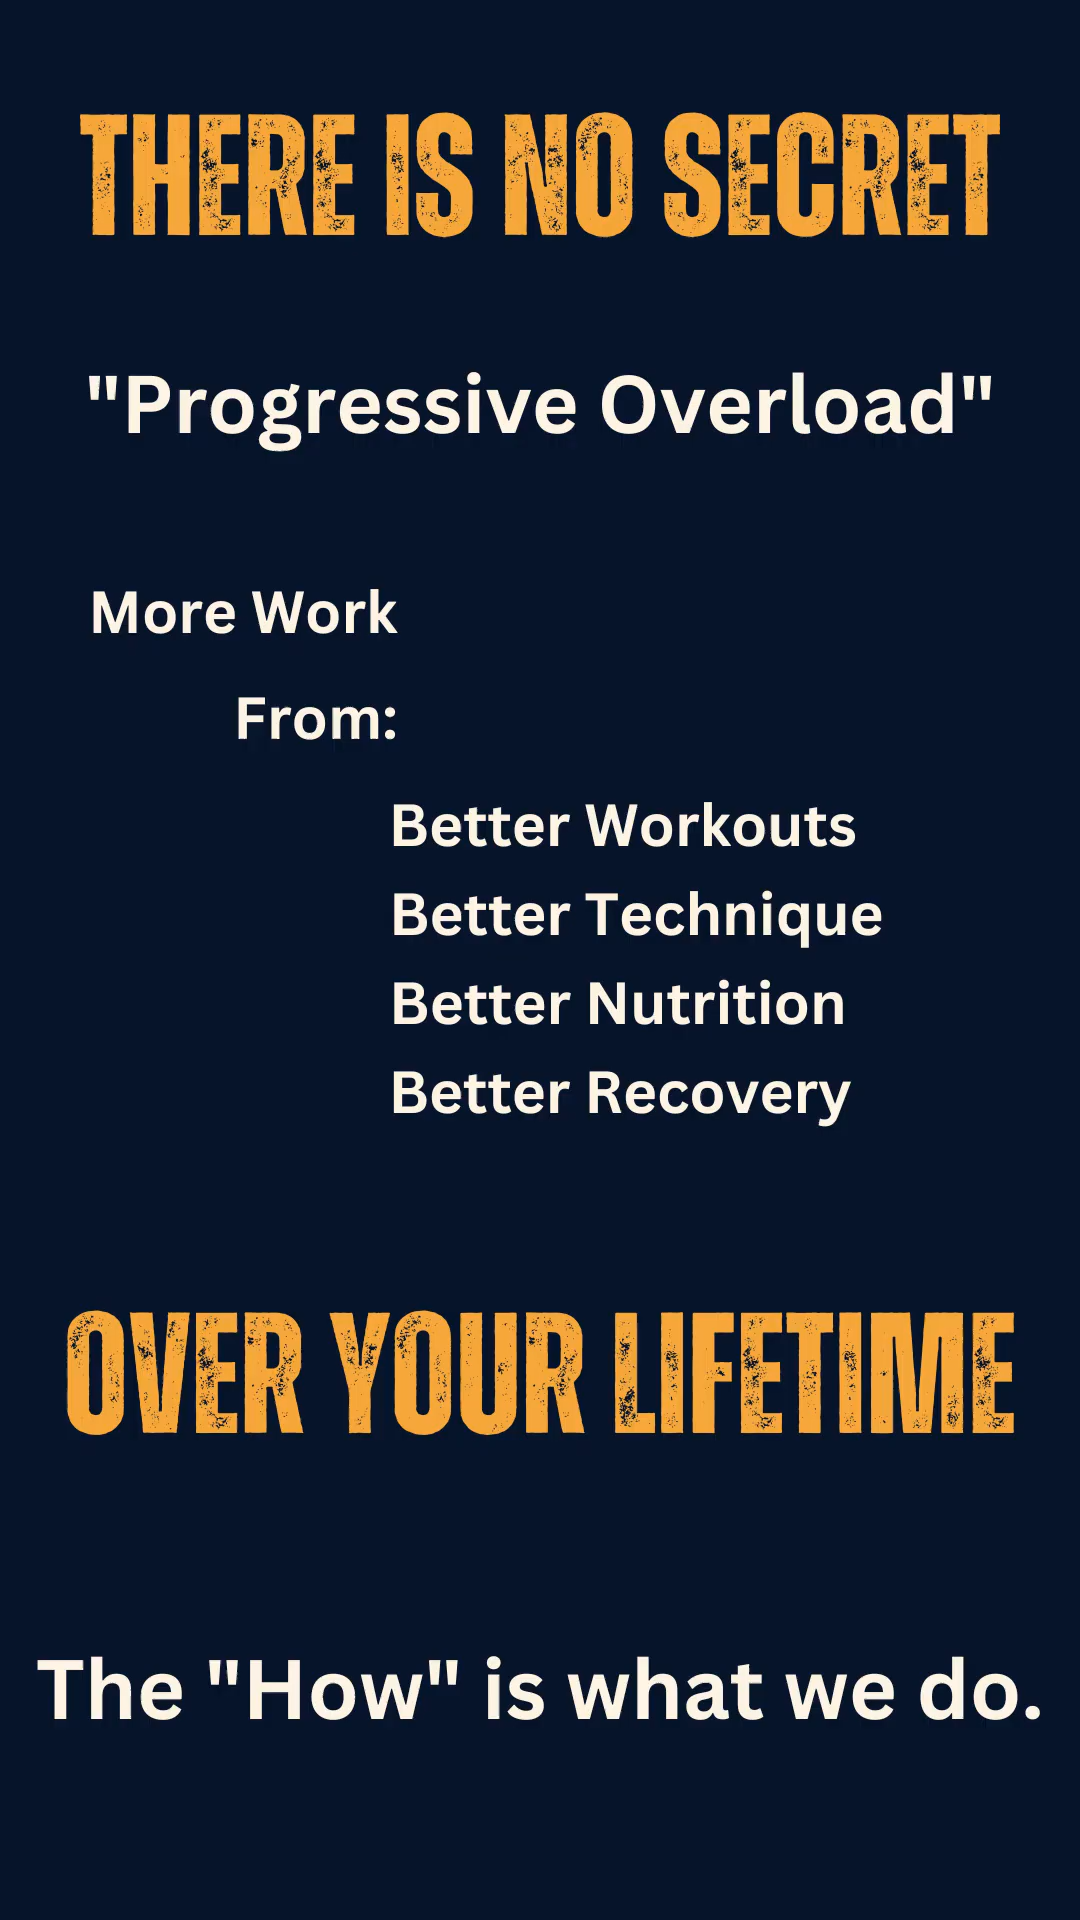 THERE IS NO SECRET
"Progressive Overload"
More Work
From:
Better Workouts
Better Technique
Better Nutrition
Better Recovery
OVER YOUR LIFETIME
The "How" is what we do.